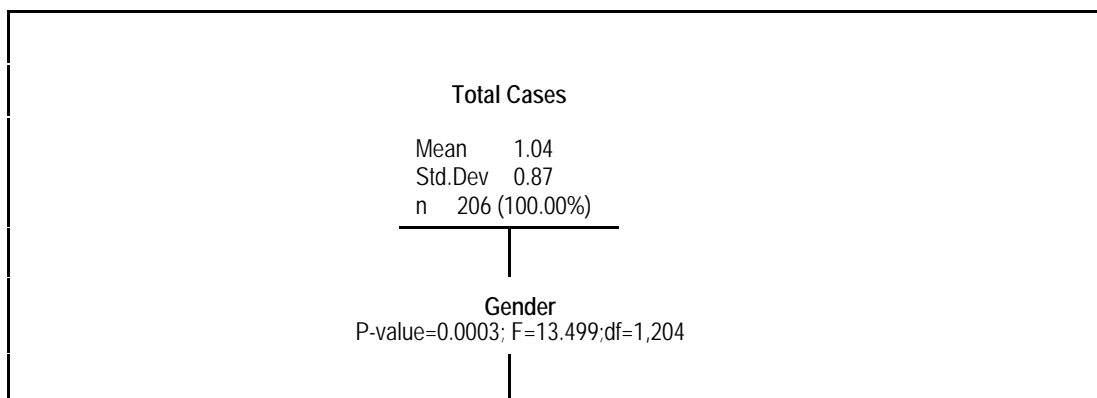 Total Cases
Mean 1.04
Std.Dev 0.87
n 206 (100.00%)
Gender
P-value=0.0003; F=13.499;df=1,204